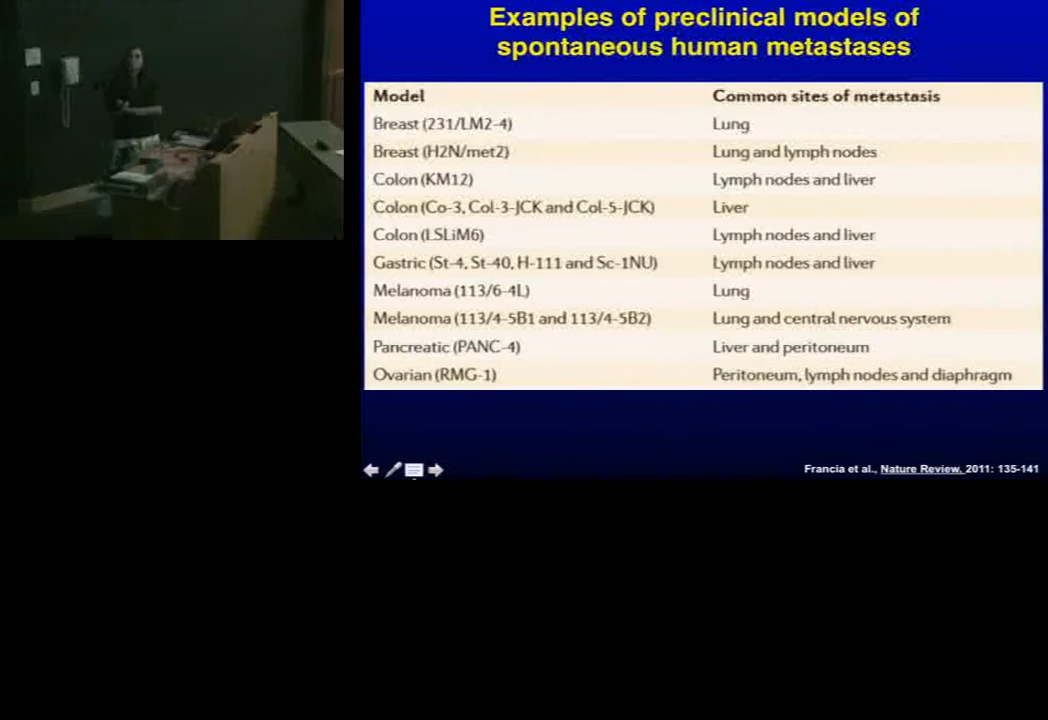 Examples of preclinical models of
spontaneous human metastases
Model Common sites of metastasis
Breast (231/LM2-4) Lung
Breast (H2N/met2) Lung and lymph nodes
Colon (KM12) Lymph nodes and liver
Colon (Co-3, Col-3-JCK and Col-5-JCK) Liver
Colon (LSLiM6) Lymph nodes and liver
Gastric (St-4, St-40, H-111 and Sc-1NU) Lymph nodes and liver
Melanoma (113/6-4L) Lung
Melanoma (113/4-5B1 and 113/4-5B2) Lung and central nervous system
Pancreatic (PANC-4) Liver and peritoneum
Ovarian (RMG-1) Peritoneum, lymph nodes and diaphragm
Francia et al., Nature Review. 2011: 135-141